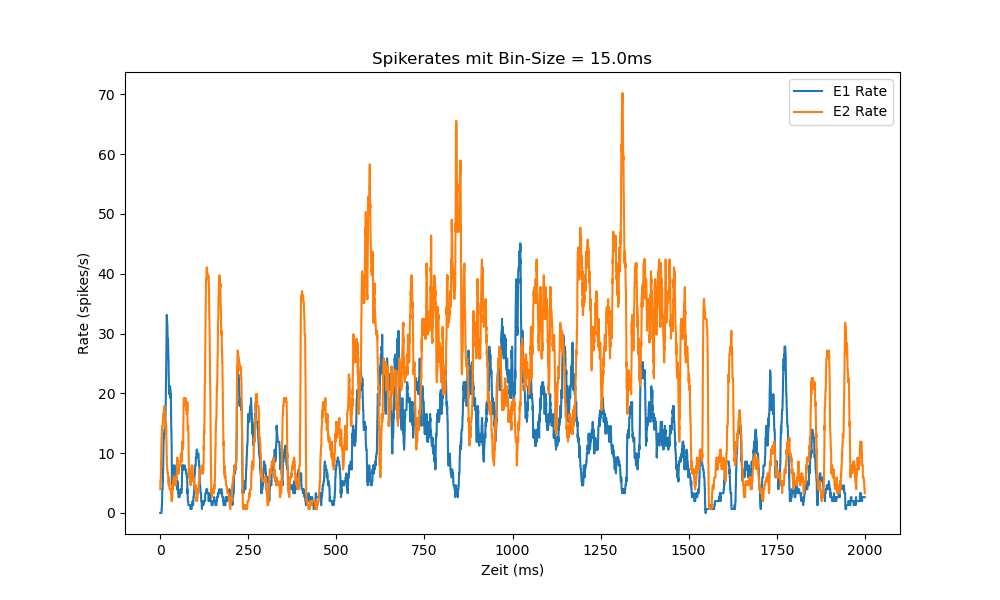 Spikerates mit Bin-Size = 15.0ms
E1 Rate
E2 Rate
70
60
50
40
30
20
10
0
Rate (spikes/s)
0 250 500 750 1000 1250 1500 1750 2000
Zeit (ms)